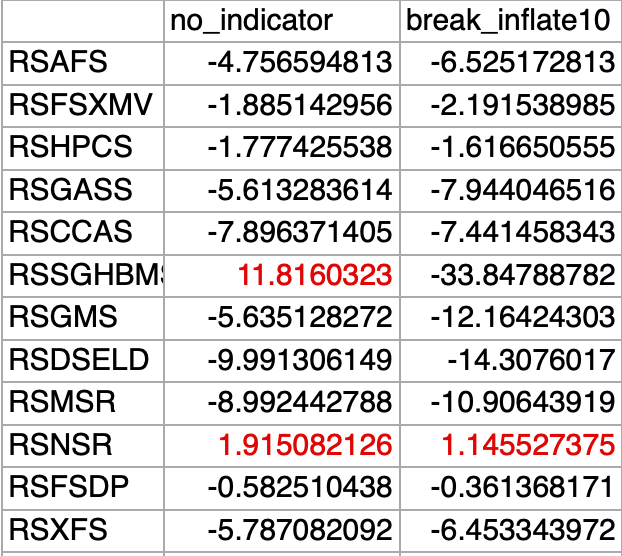 no_indicator break_inflate10
RSAFS -4.756594813 -6.525172813
RSFSXMV -1.885142956 -2.191538985
RSHPCS -1.777425538 -1.616650555
RSGASS -5.613283614 -7.944046516
RSCCAS -7.896371405 -7.441458343
RSSGHBMS 11.8160323 -33.84788782
RSGMS -5.635128272 -12.16424303
RSDSELD -9.991306149 -14.3076017
RSMSR -8.992442788 -10.90643919
RSNSR 1.915082126 1.145527375
RSFSDP -0.582510438 -0.361368171
RSXFS -5.787082092 -6.453343972